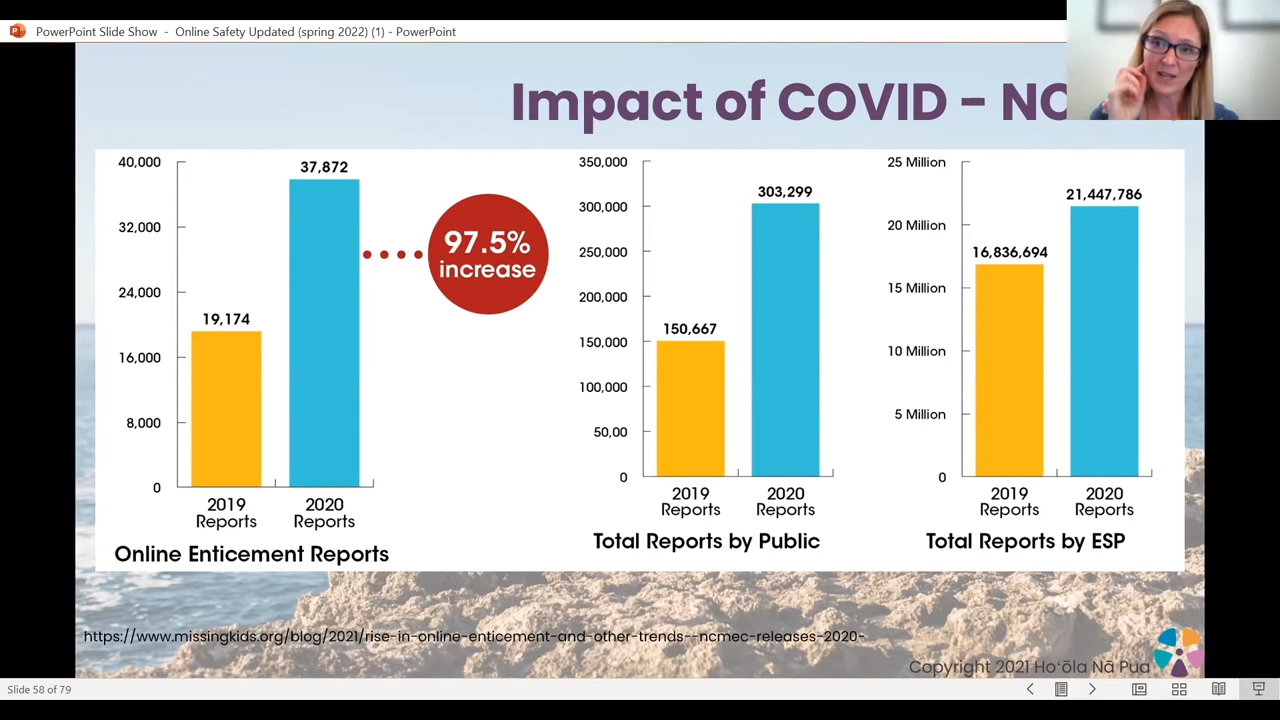 PowerPoint Slide Show - Online Safety Updated (spring 2022) (1) - PowerPoint
Impact of COVID - NC
40,000
32,000
24,000
16,000
8,000
0
19,174
37,872
2019
Reports
2020
Reports
Online Enticement Reports
97.5%
increase
350,000
300,000
250,000
200,000
150,000
100,000
50,00
0
150,667
303,299
2019
Reports
2020
Reports
Total Reports by Public
25 Million
20 Million
15 Million
10 Million
5 Million
0
16,836,694
21,447,786
2019
Reports
2020
Reports
Total Reports by ESP
https://www.missingkids.org/blog/2021/rise-in-online-enticement-and-other-trends--ncmec-releases-2020-
Copyright 2021 Hoʻōla Nā Pua
Slide 58 of 79